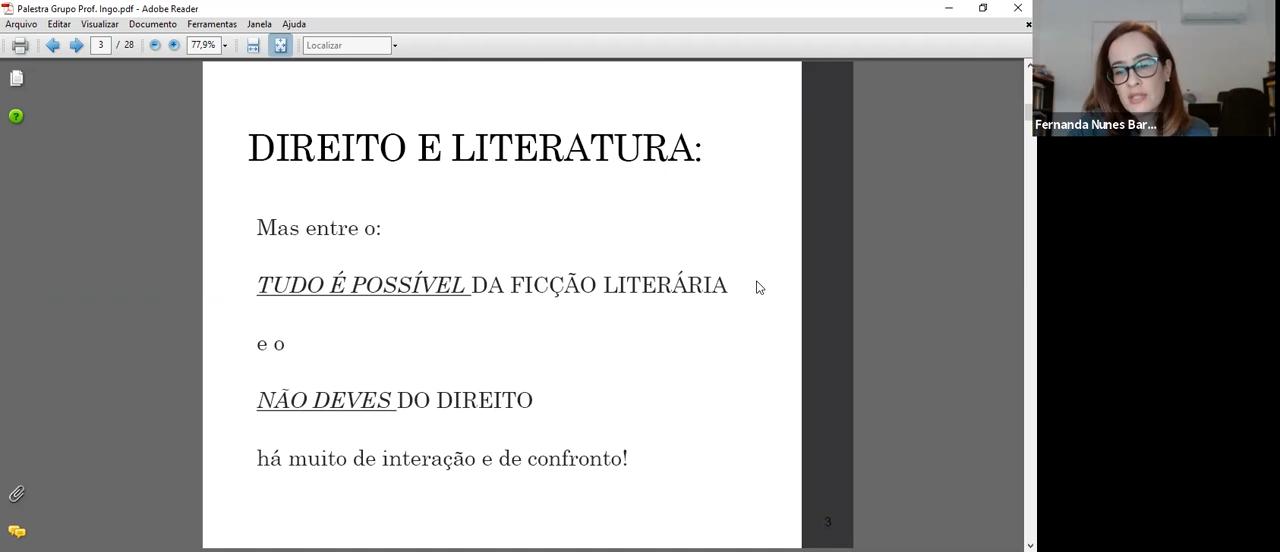 Palestra Grupo Prof. Ingo.pdf - Adobe Reader
Arquivo Editar Visualizar Documento Ferramentas Janela Ajuda
3 / 28 77,9% Localizar
Fernanda Nunes Bar...
DIREITO E LITERATURA:
Mas entre o:
TUDO É POSSÍVEL DA FICÇÃO LITERÁRIA
e o
NÃO DEVES DO DIREITO
há muito de interação e de confronto!
3